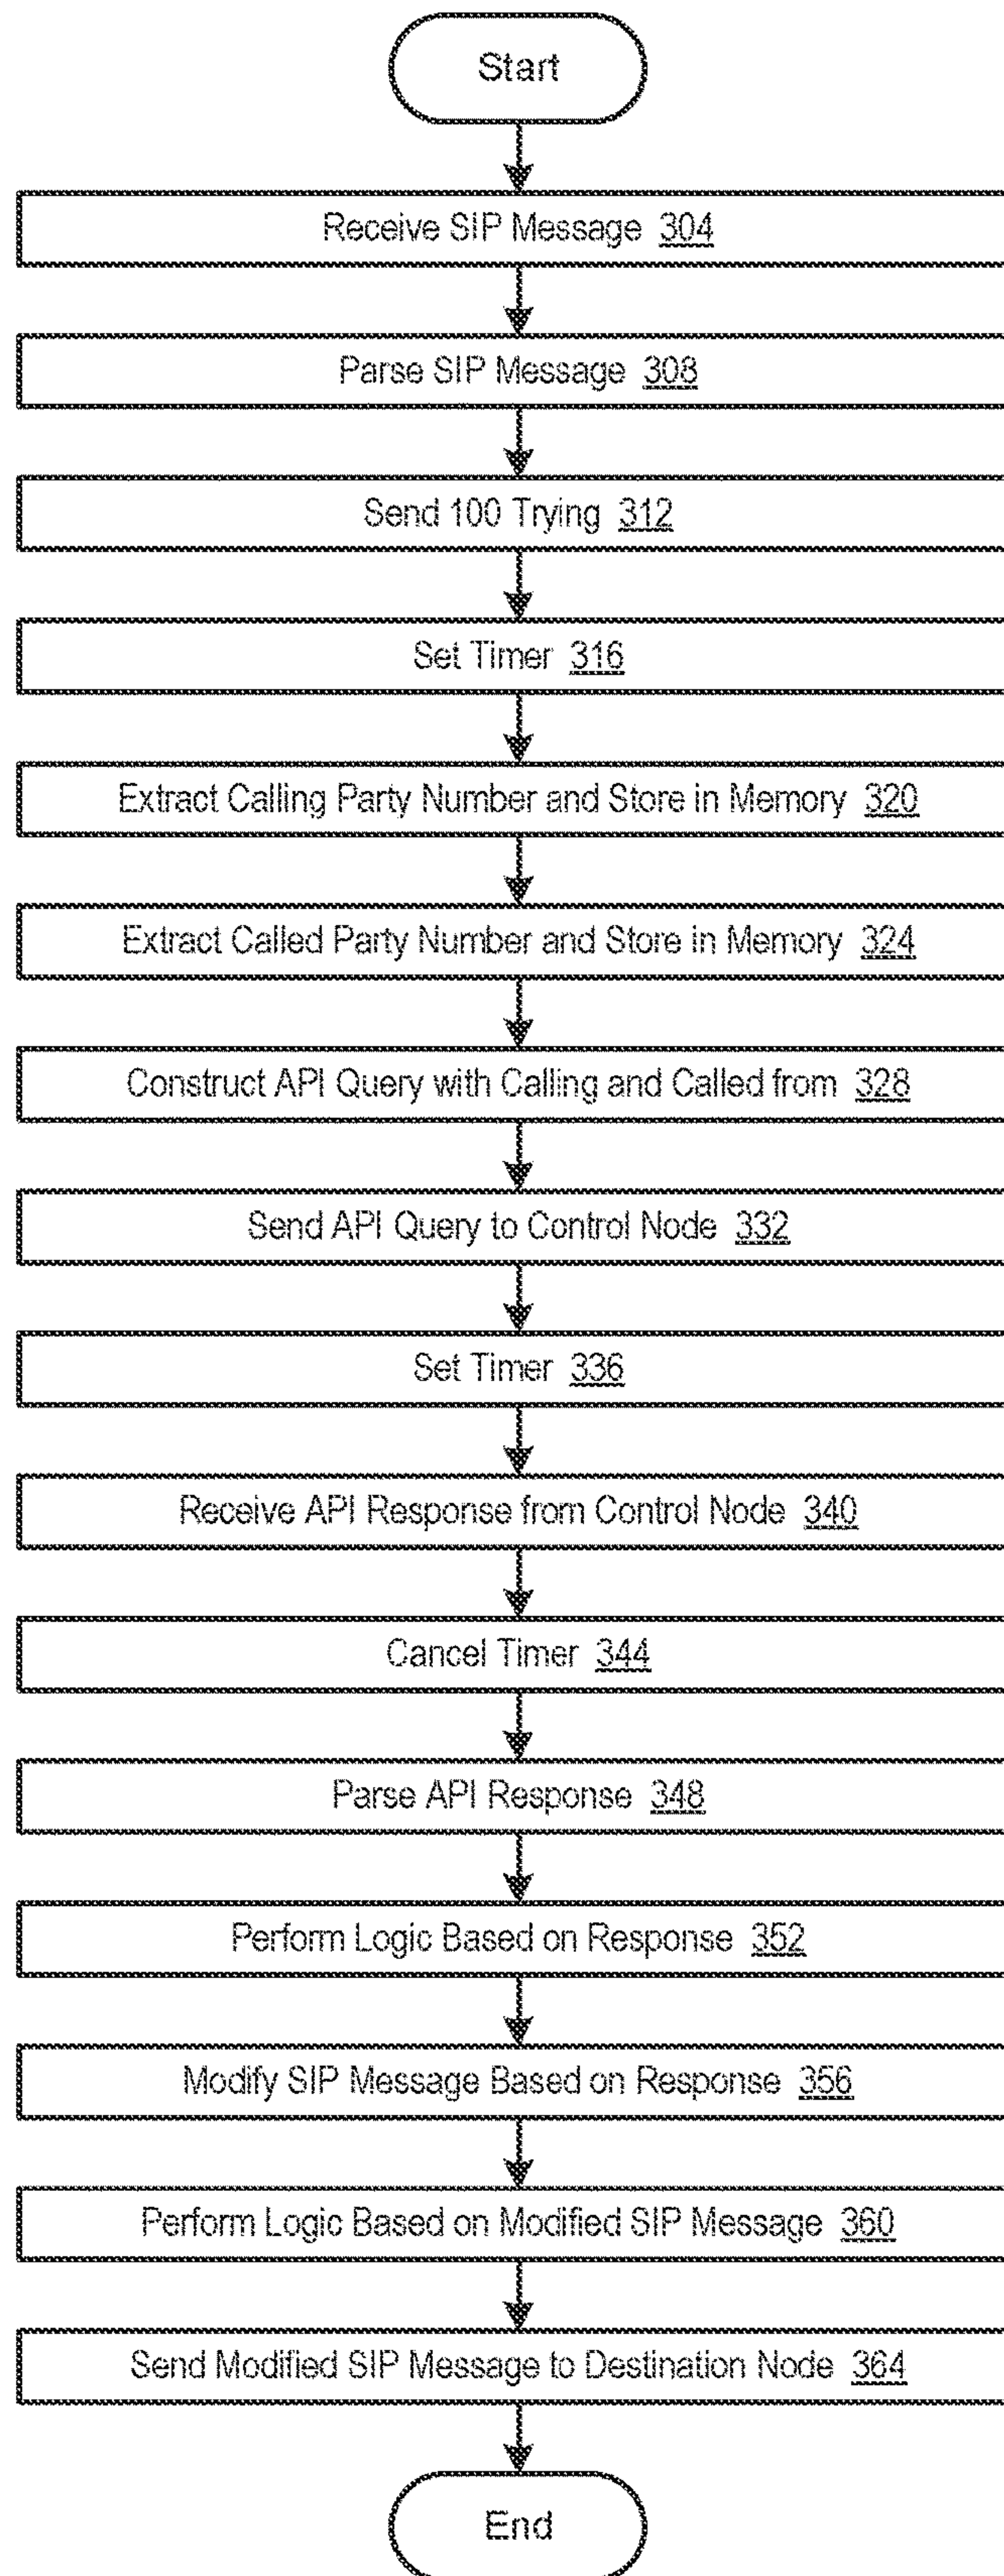 Start
Receive SIP Message 304
Parse SIP Message 308
Send 100 Trying 312
Set Timer 316
Extract Calling Party Number and Store in Memory 320
Extract Called Party Number and Store in Memory 324
Construct API Query with Calling and Called from 328
Send API Query to Control Node 332
Set Timer 336
Receive API Response from Control Node 340
Cancel Timer 344
Parse API Response 348
Perform Logic Based on Response 352
Modify SIP Message Based on Response 356
Perform Logic Based on Modified SIP Message 360
Send Modified SIP Message to Destination Node 364
End